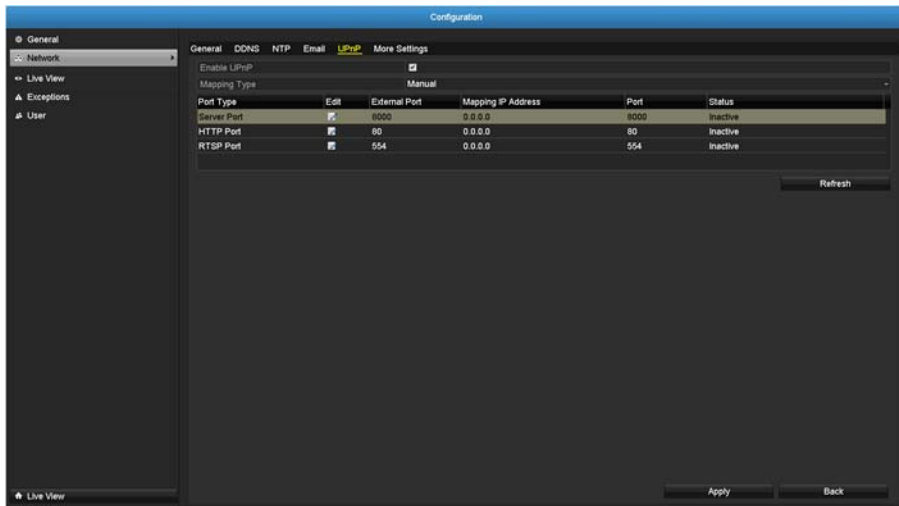 Configuration
General
Network
Live View
Exceptions
User
General DDNS NTP Email UPnP More Settings
Enable UPnP
Mapping Type Manual
Port Type Edit External Port Mapping IP Address Port Status
Server Port 8000 0.0.0.0 8000 Inactive
HTTP Port 80 0.0.0.0 80 Inactive
RTSP Port 554 0.0.0.0 554 Inactive
Refresh
Live View
Apply Back